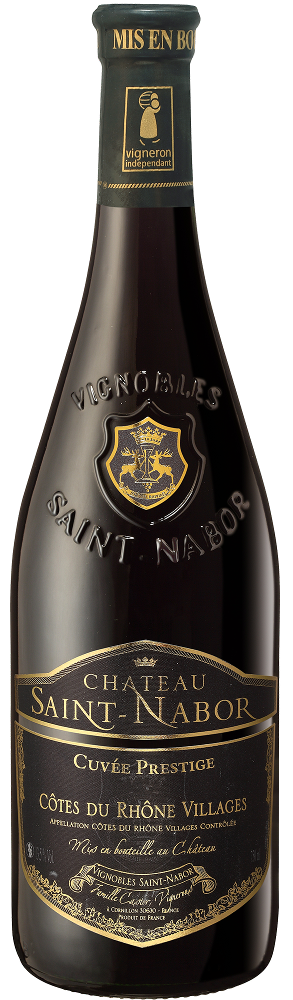 MIS EN BO
vigneron
independant
M
VIGNOBLES
RAPHAËL
SAINT-NABOR
CHATEAU
SAINT-NABOR
CUVÉE PRESTIGE
CÔTES DU RHÔNE VILLAGES
APPELLATION CÔTES DU RHÔNE VILLAGES CONTRÔLÉE
Mis en bouteille au Château
13,5 % Vol.
750 ml
VIGNOBLES SAINT-NABOR
Famille Castor, Vignerons
À CORNILLON 30630 - FRANCE
PRODUIT DE FRANCE